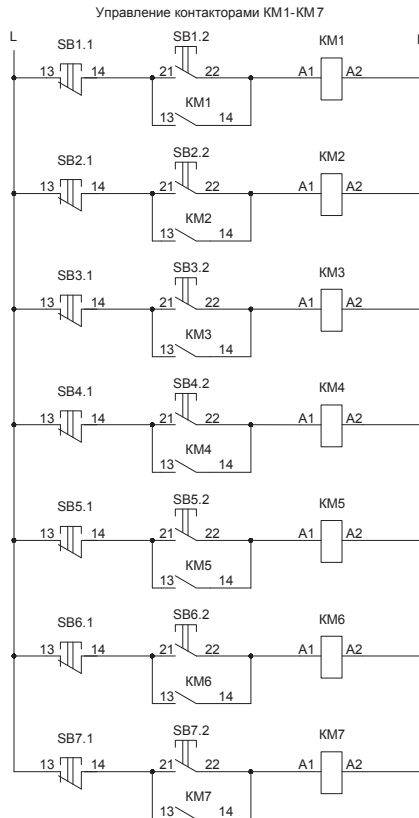 Управление контакторами КМ1-КМ7
L
SB1.1 SB1.2 КМ1
13 14 21 22 A1 A2
КМ1
13 14
SB2.1 SB2.2 КМ2
13 14 21 22 A1 A2
КМ2
13 14
SB3.1 SB3.2 КМ3
13 14 21 22 A1 A2
КМ3
13 14
SB4.1 SB4.2 КМ4
13 14 21 22 A1 A2
КМ4
13 14
SB5.1 SB5.2 КМ5
13 14 21 22 A1 A2
КМ5
13 14
SB6.1 SB6.2 КМ6
13 14 21 22 A1 A2
КМ6
13 14
SB7.1 SB7.2 КМ7
13 14 21 22 A1 A2
КМ7
13 14